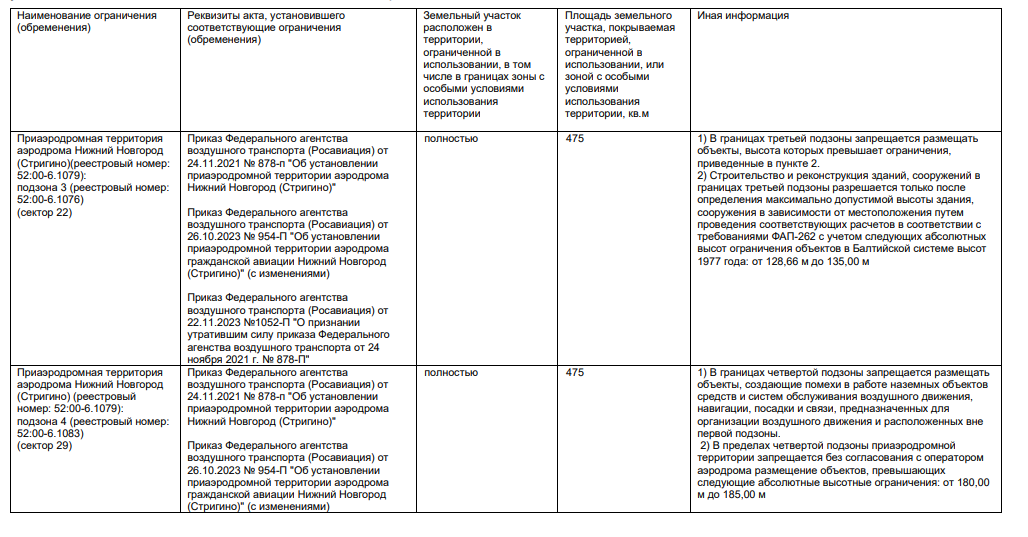 Наименование ограничения
(обременения)
Реквизиты акта, установившего
соответствующие ограничения
(обременения)
Земельный участок
расположен в
территории,
ограниченной в
использовании, в том
числе в границах зоны с
особыми условиями
использования
территории
Площадь земельного
участка, покрываемая
территорией,
ограниченной в
использовании, или
зоной с особыми
условиями
использования
территории, кв.м
Иная информация
Приаэродромная территория
аэродрома Нижний Новгород
(Стригино)(реестровый номер:
52:00-6.1079):
подзона 3 (реестровый номер:
52:00-6.1076)
(сектор 22)
Приказ Федерального агентства
воздушного транспорта (Росавиация) от
24.11.2021 № 878-п "Об установлении
приаэродромной территории аэродрома
Нижний Новгород (Стригино)"
Приказ Федерального агентства
воздушного транспорта (Росавиация) от
26.10.2023 № 954-П "Об установлении
приаэродромной территории аэродрома
гражданской авиации Нижний Новгород
(Стригино)" (с изменениями)
Приказ Федерального агентства
воздушного транспорта (Росавиация) от
22.11.2023 №1052-П "О признании
утратившим силу приказа Федерального
агенства воздушного транспорта от 24
ноября 2021 г. № 878-П"
полностью
475
1) В границах третьей подзоны запрещается размещать
объекты, высота которых превышает ограничения,
приведенные в пункте 2.
2) Строительство и реконструкция зданий, сооружений в
границах третьей подзоны разрешается только после
определения максимально допустимой высоты здания,
сооружения в зависимости от местоположения путем
проведения соответствующих расчетов в соответствии с
требованиями ФАП-262 с учетом следующих абсолютных
высот ограничения объектов в Балтийской системе высот
1977 года: от 128,66 м до 135,00 м
Приаэродромная территория
аэродрома Нижний Новгород
(Стригино) (реестровый
номер: 52:00-6.1079):
подзона 4 (реестровый номер:
52:00-6.1083)
(сектор 29)
Приказ Федерального агентства
воздушного транспорта (Росавиация) от
24.11.2021 № 878-п "Об установлении
приаэродромной территории аэродрома
Нижний Новгород (Стригино)"
Приказ Федерального агентства
воздушного транспорта (Росавиация) от
26.10.2023 № 954-П "Об установлении
приаэродромной территории аэродрома
гражданской авиации Нижний Новгород
(Стригино)" (с изменениями)
полностью
475
1) В границах четвертой подзоны запрещается размещать
объекты, создающие помехи в работе наземных объектов
средств и систем обслуживания воздушного движения,
навигации, посадки и связи, предназначенных для
организации воздушного движения и расположенных вне
первой подзоны.
2) В пределах четвертой подзоны приаэродромной
территории запрещается без согласования с оператором
аэродрома размещение объектов, превышающих
следующие абсолютные высотные ограничения: от 180,00
м до 185,00 м